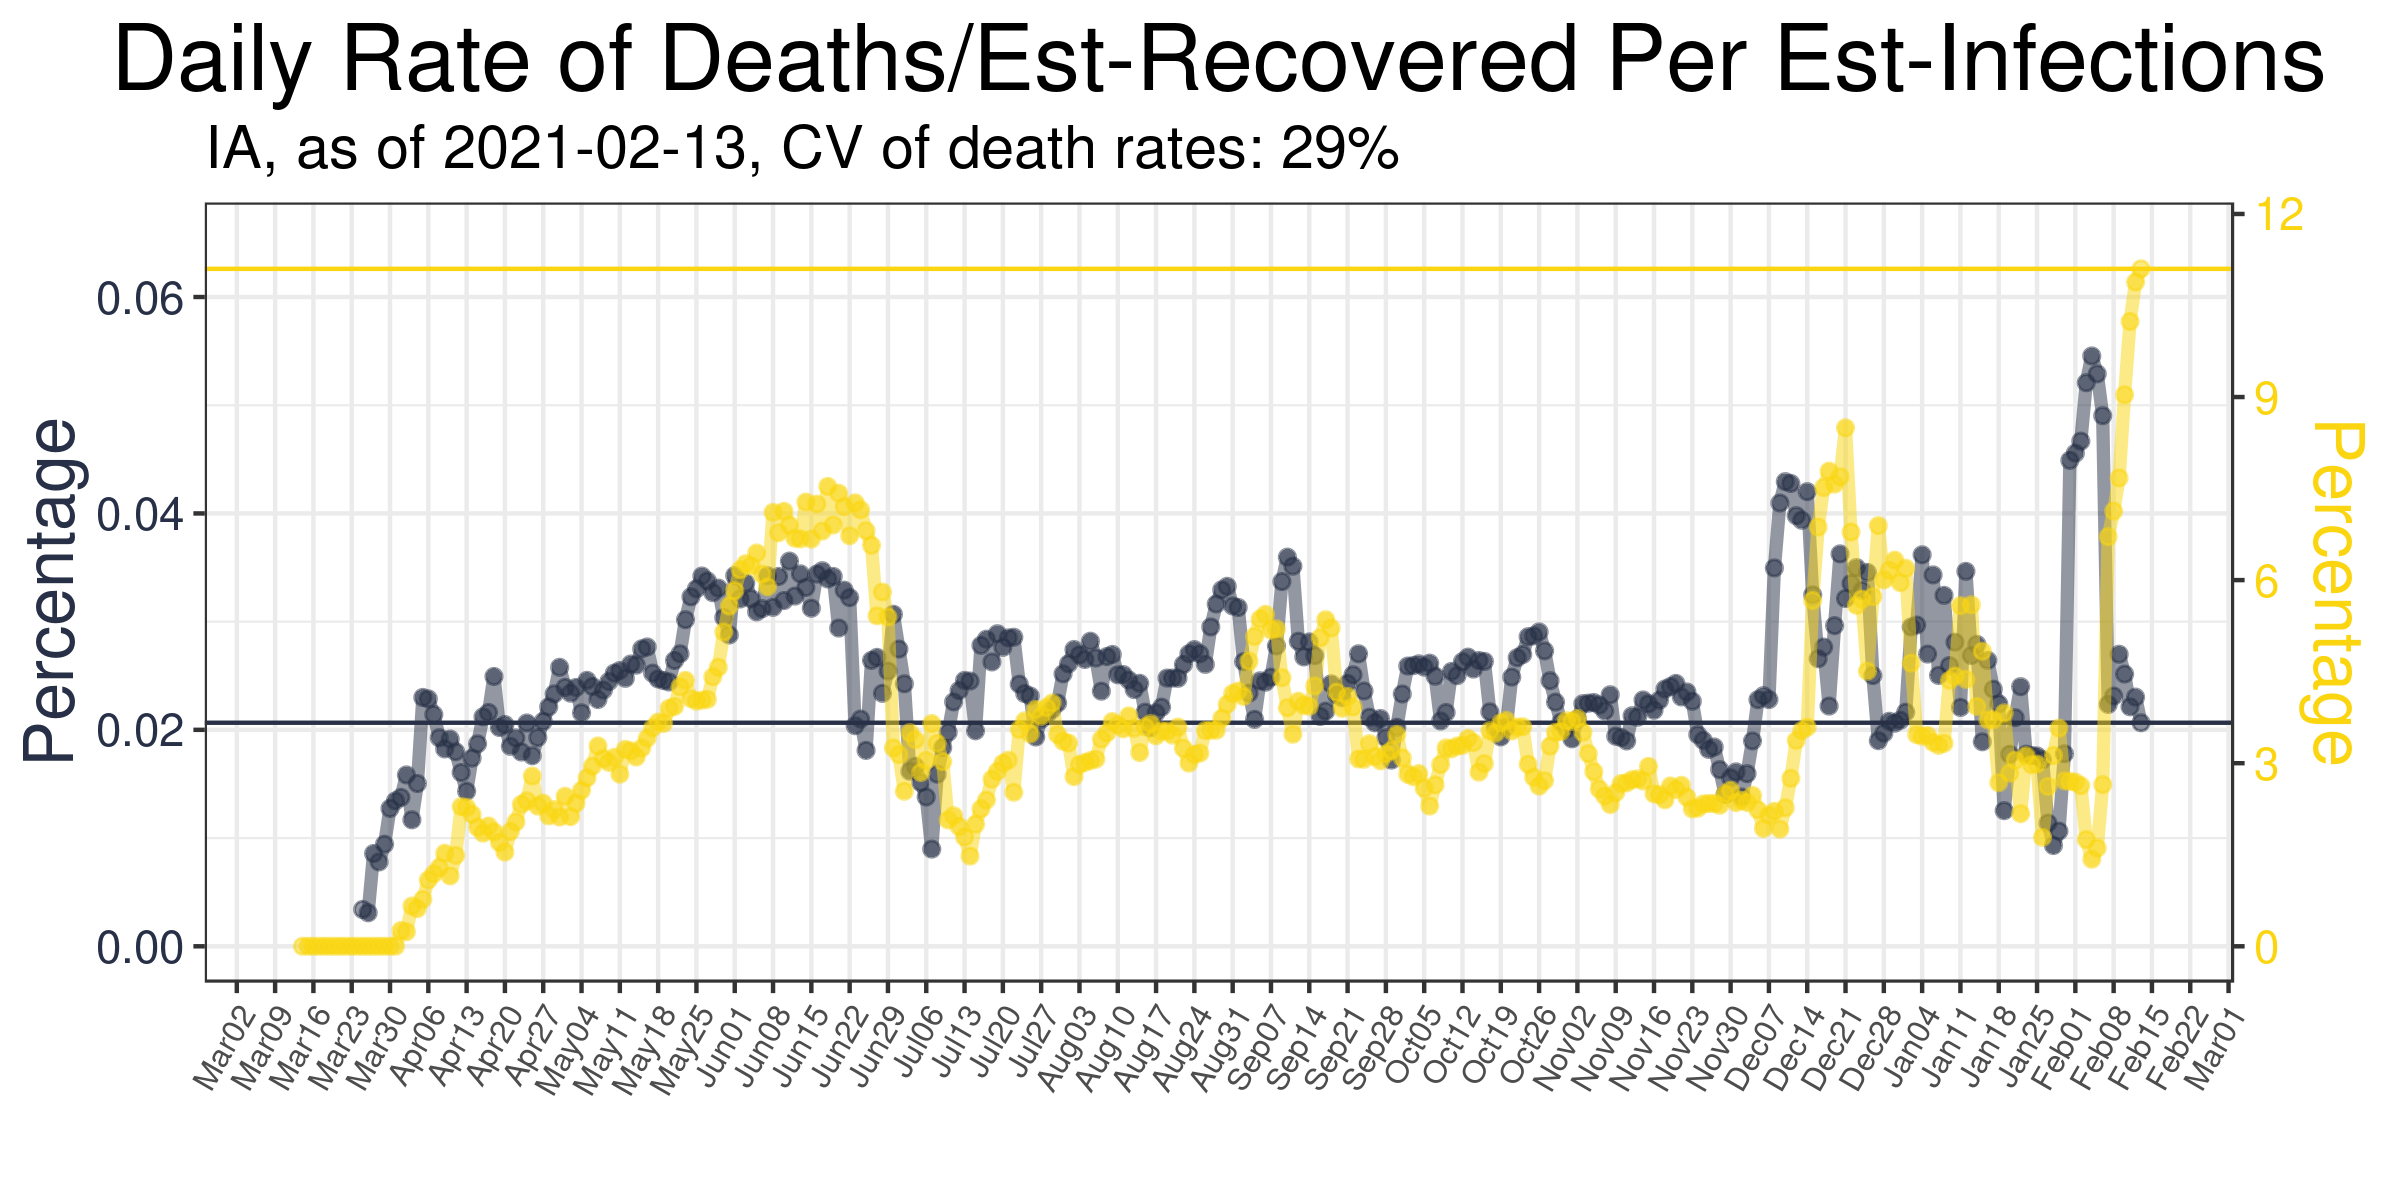 Daily Rate of Deaths/Est-Recovered Per Est-Infections
IA, as of 2021-02-13, CV of death rates: 29%
Percentage
0.06
0.04
0.02
0.00
12
9
6
3
0
Percentage
Mar02
Mar09
Mar16
Mar23
Mar30
Apr06
Apr13
Apr20
Apr27
May04
May11
May18
May25
Jun01
Jun08
Jun15
Jun22
Jun29
Jul06
Jul13
Jul20
Jul27
Aug03
Aug10
Aug17
Aug24
Aug31
Sep07
Sep14
Sep21
Sep28
Oct05
Oct12
Oct19
Oct26
Nov02
Nov09
Nov16
Nov23
Nov30
Dec07
Dec14
Dec21
Dec28
Jan04
Jan11
Jan18
Jan25
Feb01
Feb08
Feb15
Feb22
Mar01